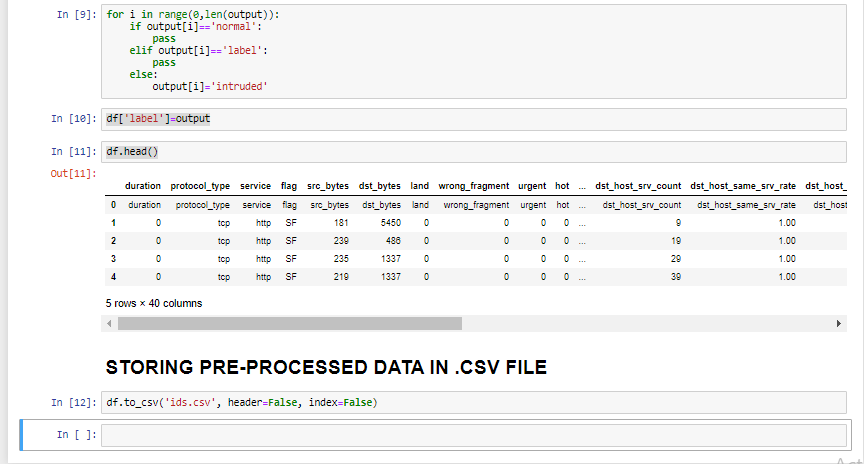 In [9]: for i in range(0,len(output)):
if output[i]=='normal':
pass
elif output[i]=='label':
pass
else:
output[i]='intruded'
In [10]: df['label']=output
In [11]: df.head()
Out[11]:
duration protocol_type service flag src_bytes dst_bytes land wrong_fragment urgent hot ... dst_host_srv_count dst_host_same_srv_rate dst_host_
0 duration protocol_type service flag src_bytes dst_bytes land wrong_fragment urgent hot ... dst_host_srv_count dst_host_same_srv_rate dst_host
1 0 tcp http SF 181 5450 0 0 0 0 ... 9 1.00
2 0 tcp http SF 239 486 0 0 0 0 ... 19 1.00
3 0 tcp http SF 235 1337 0 0 0 0 ... 29 1.00
4 0 tcp http SF 219 1337 0 0 0 0 ... 39 1.00
5 rows × 40 columns
STORING PRE-PROCESSED DATA IN .CSV FILE
In [12]: df.to_csv('ids.csv', header=False, index=False)
In [ ]: